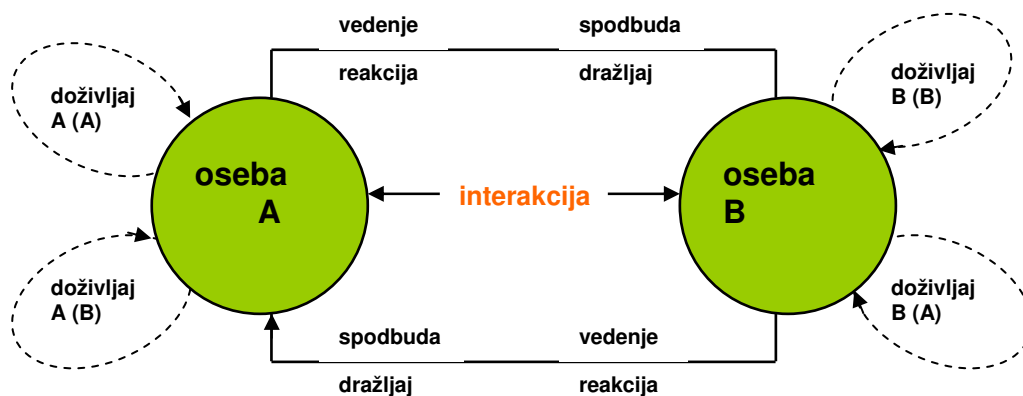 vedenje spodbuda
reakcija dražljaj
doživljaj
A (A)
doživljaj
B (B)
oseba
A
interakcija
oseba
B
doživljaj
A (B)
doživljaj
B (A)
spodbuda vedenje
dražljaj reakcija